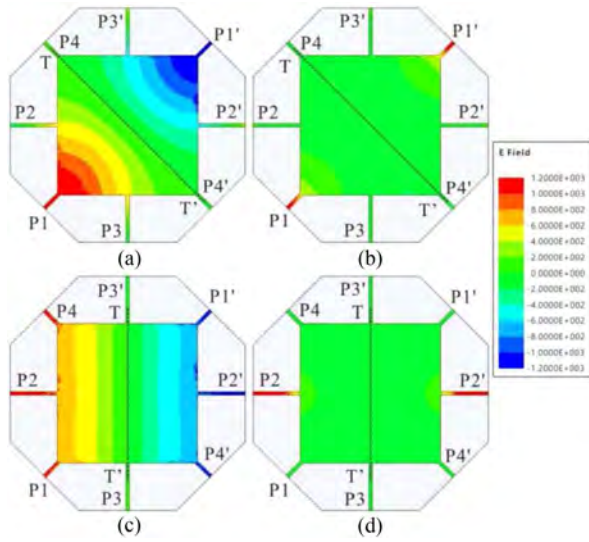 P3' P1' P3' P1'
P4 P4
T T
P2 P2' P2 P2'
E Field
1.2000E+003
1.0000E+003
8.0000E+002
6.0000E+002
4.0000E+002
2.0000E+002
0.0000E+000
-2.0000E+002
-4.0000E+002
-6.0000E+002
-8.0000E+002
-1.0000E+003
-1.2000E+003
P4' P4'
P1 T' P1 T'
P3 P3
(a) (b)
P3' P1' P3' P1'
P4 T P4 T
P2 P2' P2 P2'
T' P4' T' P4'
P1 P3 P1 P3
(c) (d)